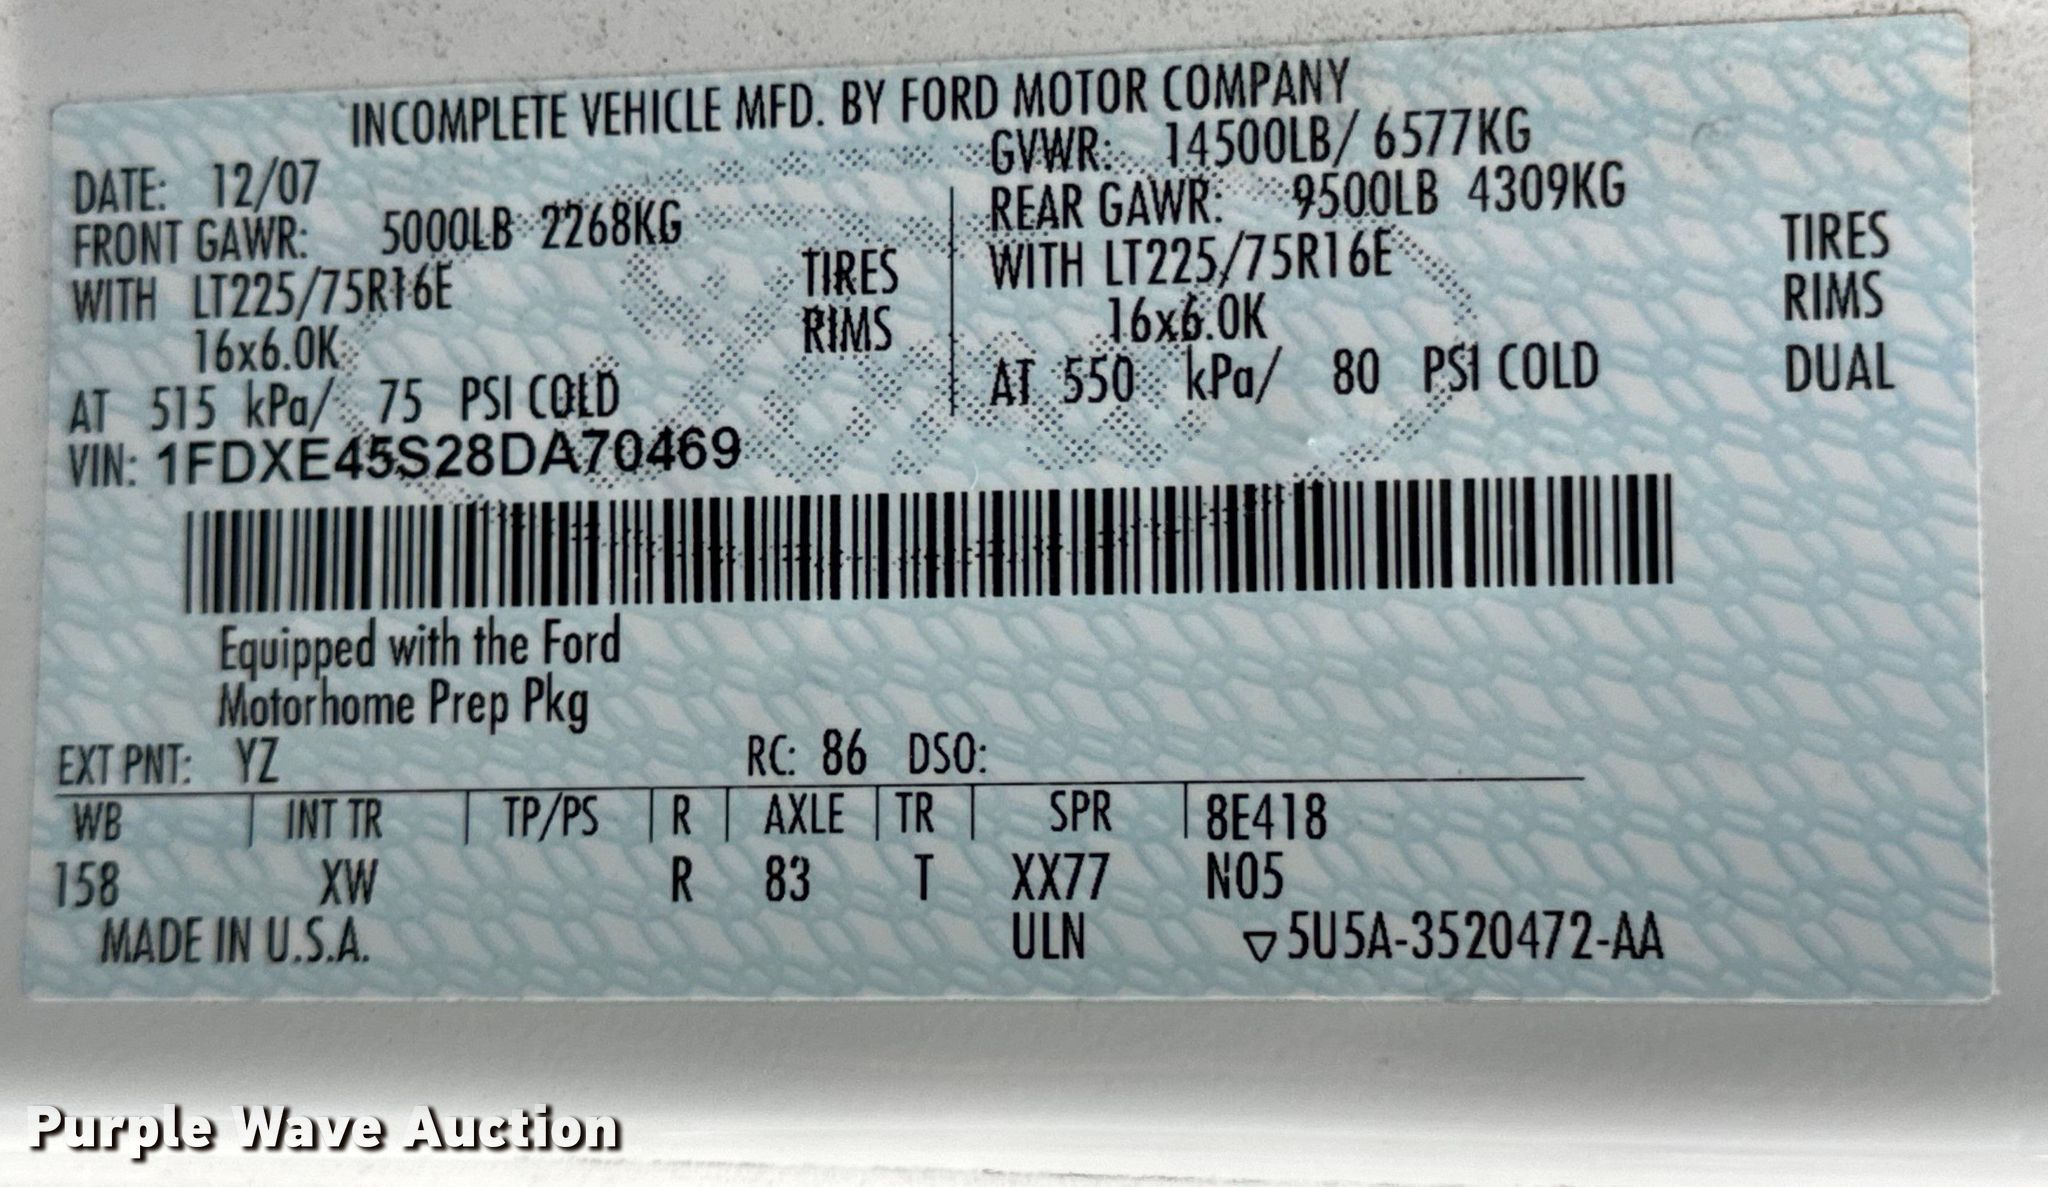 INCOMPLETE VEHICLE MFD. BY FORD MOTOR COMPANY
DATE: 12/07 GVWR: 14500LB/ 6577KG
FRONT GAWR: 5000LB 2268KG REAR GAWR: 9500LB 4309KG
WITH LT225/75R16E TIRES WITH LT225/75R16E TIRES
16x6.0K RIMS 16x6.0K RIMS
AT 515 kPa/ 75 PSI COLD AT 550 kPa/ 80 PSI COLD DUAL
VIN: 1FDXE45S28DA70469
Equipped with the Ford
Motorhome Prep Pkg
EXT PNT: YZ RC: 86 DSO:
WB INT TR TP/PS R AXLE TR SPR 8E418
158 XW R 83 T XX77 N05
MADE IN U.S.A. ULN ▽5U5A-3520472-AA
Purple Wave Auction